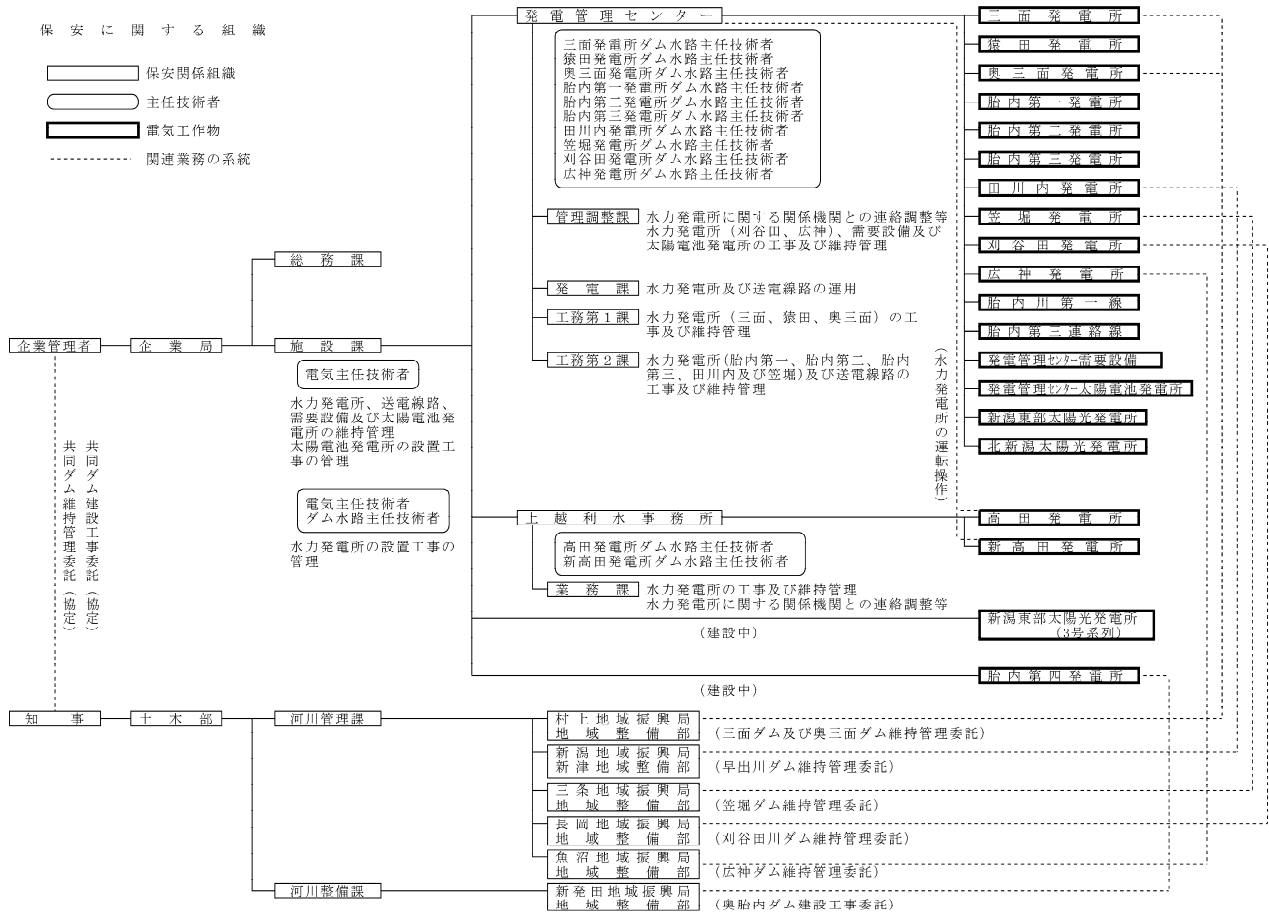 保安に関する組織
保安関係組織
主任技術者
電気工作物
関連業務の系統
企業管理者
企業局
総務課
施設課
電気主任技術者
水力発電所、送電線路、
需要設備及び太陽電池発
電所の維持管理
太陽電池発電所の設置工
事の管理
電気主任技術者
ダム水路主任技術者
水力発電所の設置工事の
管理
共同ダム建設工事委託(協定)
共同ダム維持管理委託(協定)
発電管理センター
三面発電所ダム水路主任技術者
猿田発電所ダム水路主任技術者
奥三面発電所ダム水路主任技術者
胎内第一発電所ダム水路主任技術者
胎内第二発電所ダム水路主任技術者
胎内第三発電所ダム水路主任技術者
田川内発電所ダム水路主任技術者
笠堀発電所ダム水路主任技術者
刈谷田発電所ダム水路主任技術者
広神発電所ダム水路主任技術者
管理調整課
水力発電所に関する関係機関との連絡調整等
水力発電所(刈谷田、広神)、需要設備及び
太陽電池発電所の工事及び維持管理
発電課
水力発電所及び送電線路の運用
工務第1課
水力発電所(三面、猿田、奥三面)の工
事及び維持管理
工務第2課
水力発電所(胎内第一、胎内第二、胎内
第三、田川内及び笠堀)及び送電線路の
工事及び維持管理
(水力発電所の運転操作)
三面発電所
猿田発電所
奥三面発電所
胎内第一発電所
胎内第二発電所
胎内第三発電所
田川内発電所
笠堀発電所
刈谷田発電所
広神発電所
胎内川第一線
胎内第三連絡線
発電管理センター需要設備
発電管理センター太陽電池発電所
新潟東部太陽光発電所
北新潟太陽光発電所
上越利水事務所
高田発電所ダム水路主任技術者
新高田発電所ダム水路主任技術者
業務課
水力発電所の工事及び維持管理
水力発電所に関する関係機関との連絡調整等
高田発電所
新高田発電所
(建設中)
新潟東部太陽光発電所
(3号系列)
(建設中)
胎内第四発電所
知事
土木部
河川管理課
村上地域振興局
地域整備部
(三面ダム及び奥三面ダム維持管理委託)
新潟地域振興局
新津地域整備部
(早出川ダム維持管理委託)
三条地域振興局
地域整備部
(笠堀ダム維持管理委託)
長岡地域振興局
地域整備部
(刈谷田川ダム維持管理委託)
魚沼地域振興局
地域整備部
(広神ダム維持管理委託)
河川整備課
新発田地域振興局
地域整備部
(奥胎内ダム建設工事委託)